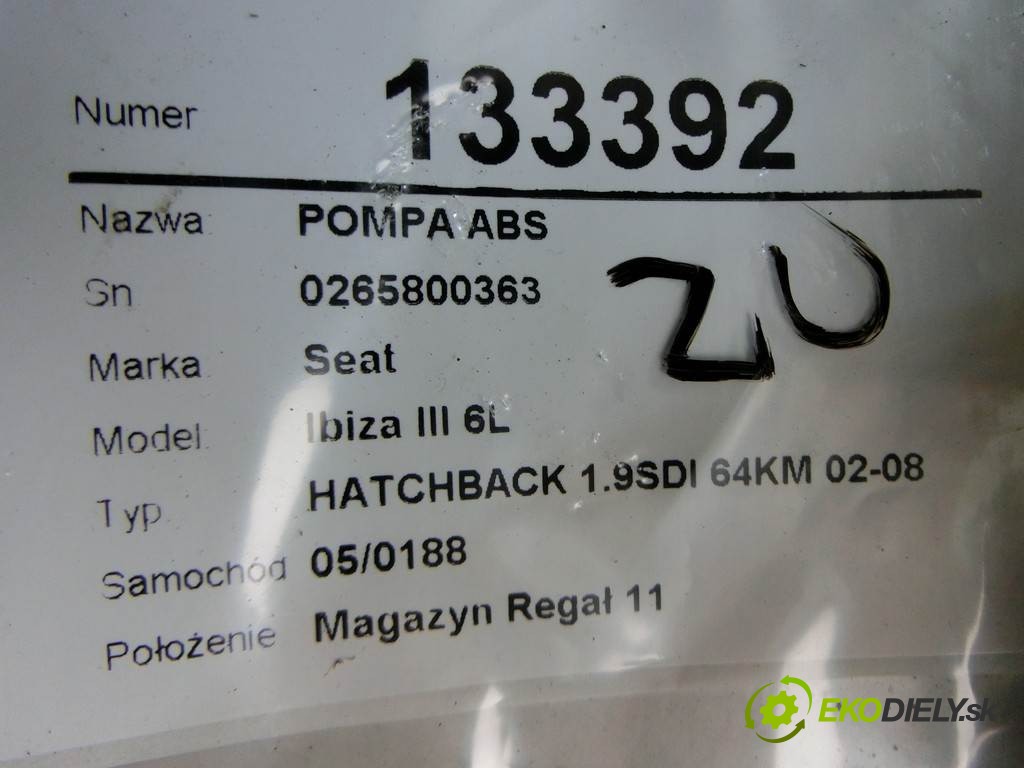 Numer 133392
Nazwa POMPA ABS
Sn 0265800363
Marka Seat
Model Ibiza III 6L
Typ HATCHBACK 1.9SDI 64KM 02-08
Samochód 05/0188
Położenie Magazyn Regał 11
ZU
EKODIELY.sk